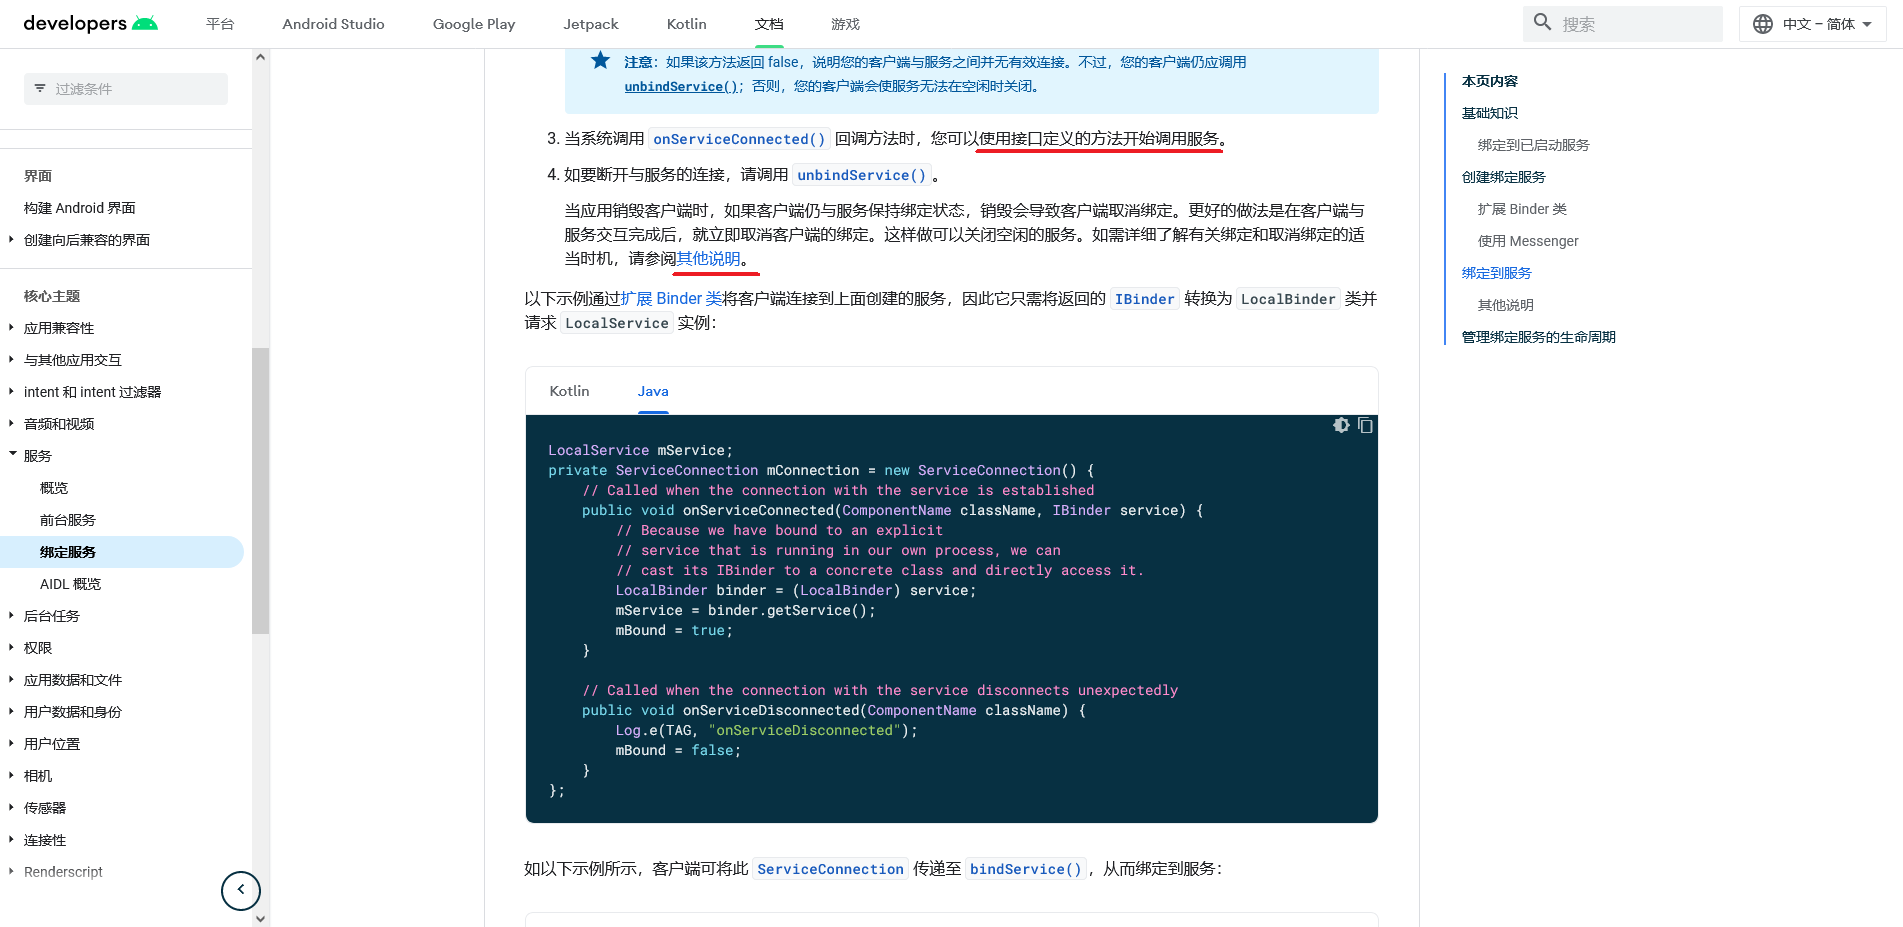 developers
平台
Android Studio
Google Play
Jetpack
Kotlin
文档
游戏
搜索
中文 – 简体
过滤条件
界面
构建 Android 界面
创建向后兼容的界面
核心主题
应用兼容性
与其他应用交互
intent 和 intent 过滤器
音频和视频
服务
概览
前台服务
绑定服务
AIDL 概览
后台任务
权限
应用数据和文件
用户数据和身份
用户位置
相机
传感器
连接性
Renderscript
注意：如果该方法返回 false，说明您的客户端与服务之间并无有效连接。不过，您的客户端仍应调用
unbindService()；否则，您的客户端会使服务无法在空闲时关闭。
3. 当系统调用 onServiceConnected() 回调方法时，您可以使用接口定义的方法开始调用服务。
4. 如要断开与服务的连接，请调用 unbindService()。
当应用销毁客户端时，如果客户端仍与服务保持绑定状态，销毁会导致客户端取消绑定。更好的做法是在客户端与
服务交互完成后，就立即取消客户端的绑定。这样做可以关闭空闲的服务。如需详细了解有关绑定和取消绑定的适
当时机，请参阅其他说明。
以下示例通过扩展 Binder 类将客户端连接到上面创建的服务，因此它只需将返回的 IBinder 转换为 LocalBinder 类并
请求 LocalService 实例：
Kotlin
Java
LocalService mService;
private ServiceConnection mConnection = new ServiceConnection() {
    // Called when the connection with the service is established
    public void onServiceConnected(ComponentName className, IBinder service) {
        // Because we have bound to an explicit
        // service that is running in our own process, we can
        // cast its IBinder to a concrete class and directly access it.
        LocalBinder binder = (LocalBinder) service;
        mService = binder.getService();
        mBound = true;
    }
    // Called when the connection with the service disconnects unexpectedly
    public void onServiceDisconnected(ComponentName className) {
        Log.e(TAG, "onServiceDisconnected");
        mBound = false;
    }
};
如以下示例所示，客户端可将此 ServiceConnection 传递至 bindService()，从而绑定到服务：
本页内容
基础知识
绑定到已启动服务
创建绑定服务
扩展 Binder 类
使用 Messenger
绑定到服务
其他说明
管理绑定服务的生命周期